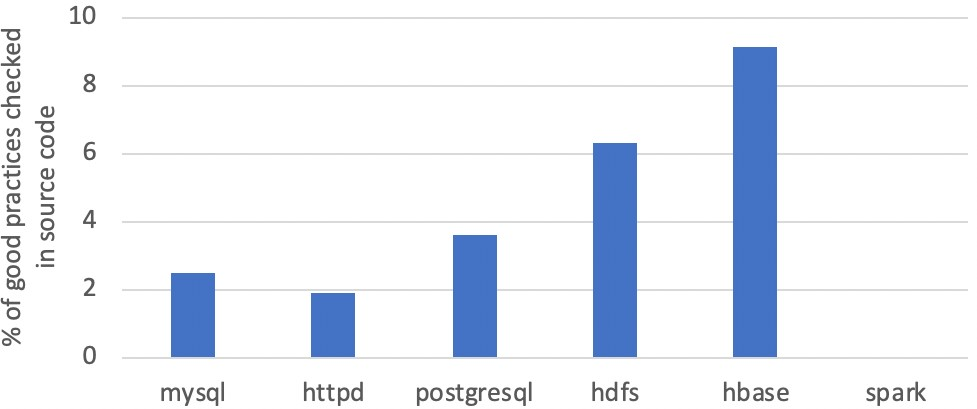 % of good practices checked
in source code
10
8
6
4
2
0
mysql httpd postgresql hdfs hbase spark